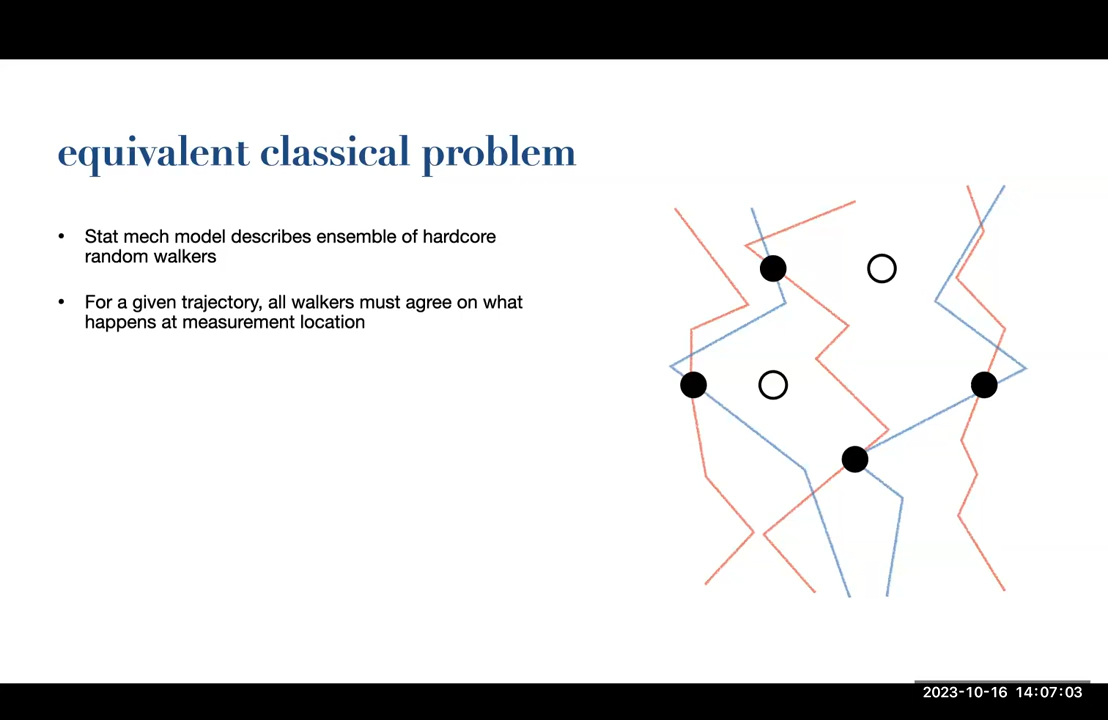 equivalent classical problem
• Stat mech model describes ensemble of hardcore
random walkers
• For a given trajectory, all walkers must agree on what
happens at measurement location
2023-10-16 14:07:03